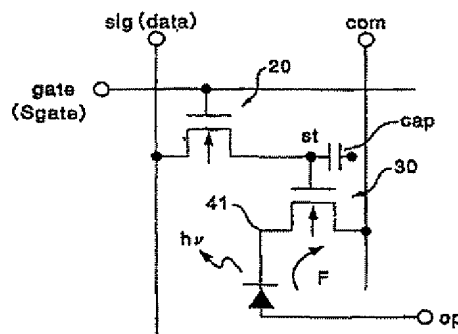 sig (data)
com
gate
(Sgate)
20
st
cap
30
41
hν
F
op